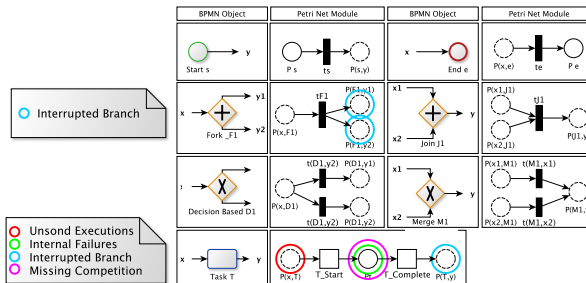 BPMN Object
Petri Net Module
BPMN Object
Petri Net Module
y
Start s
P s
ts
P(s,y)
x
End e
P(x,e)
te
P e
Interrupted Branch
x
y1
y2
Fork _F1
P(x,F1)
tF1
P(F1,y1)
P(F1,y2)
x1
x2
y
Join J1
P(x1,J1)
P(x2,J1)
tJ1
P(J1,y
Decision Based D1
P(x,D1)
t(D1,y2)
P(D1,y1)
t(D1,y2)
P(D1,y2)
x1
x2
y
Merge M1
P(x1,M1)
t(M1,x1)
P(x2,M1)
t(M1,x2)
P(M1,
Unsond Executions
Internal Failures
Interrupted Branch
Missing Competition
x
y
Task T
P(x,T)
T_Start
T_Complete
P(T,y)